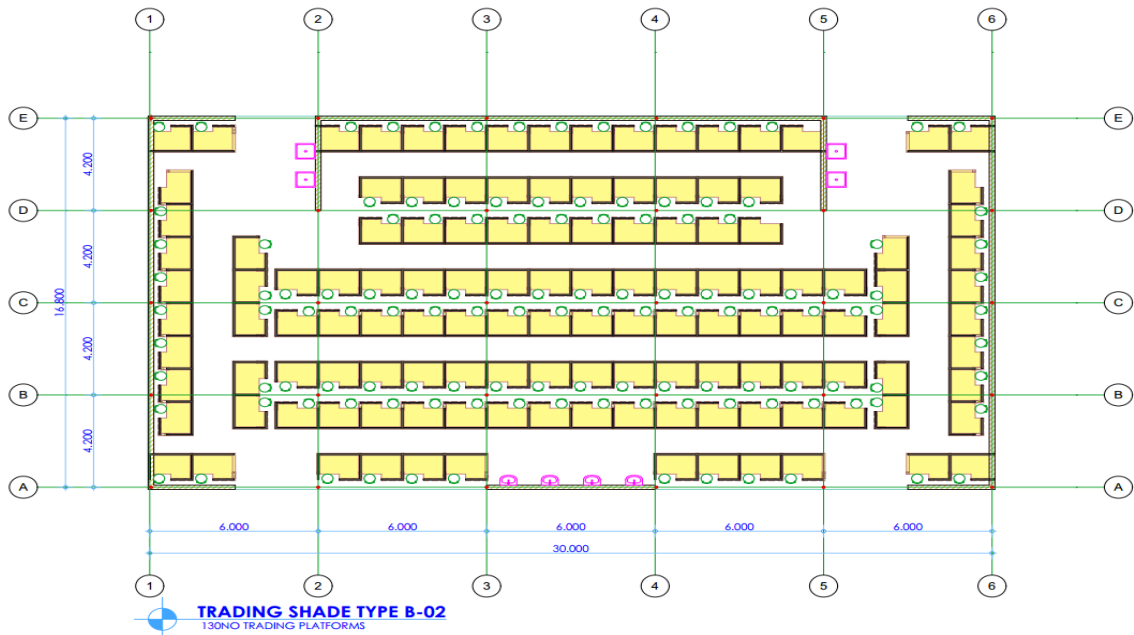 1 2 3 4 5 6
E E
4.200
D D
4.200
C C
16.800
4.200
B B
4.200
A A
6.000 6.000 6.000 6.000 6.000
30.000
1 2 3 4 5 6
TRADING SHADE TYPE B-02
130NO TRADING PLATFORMS